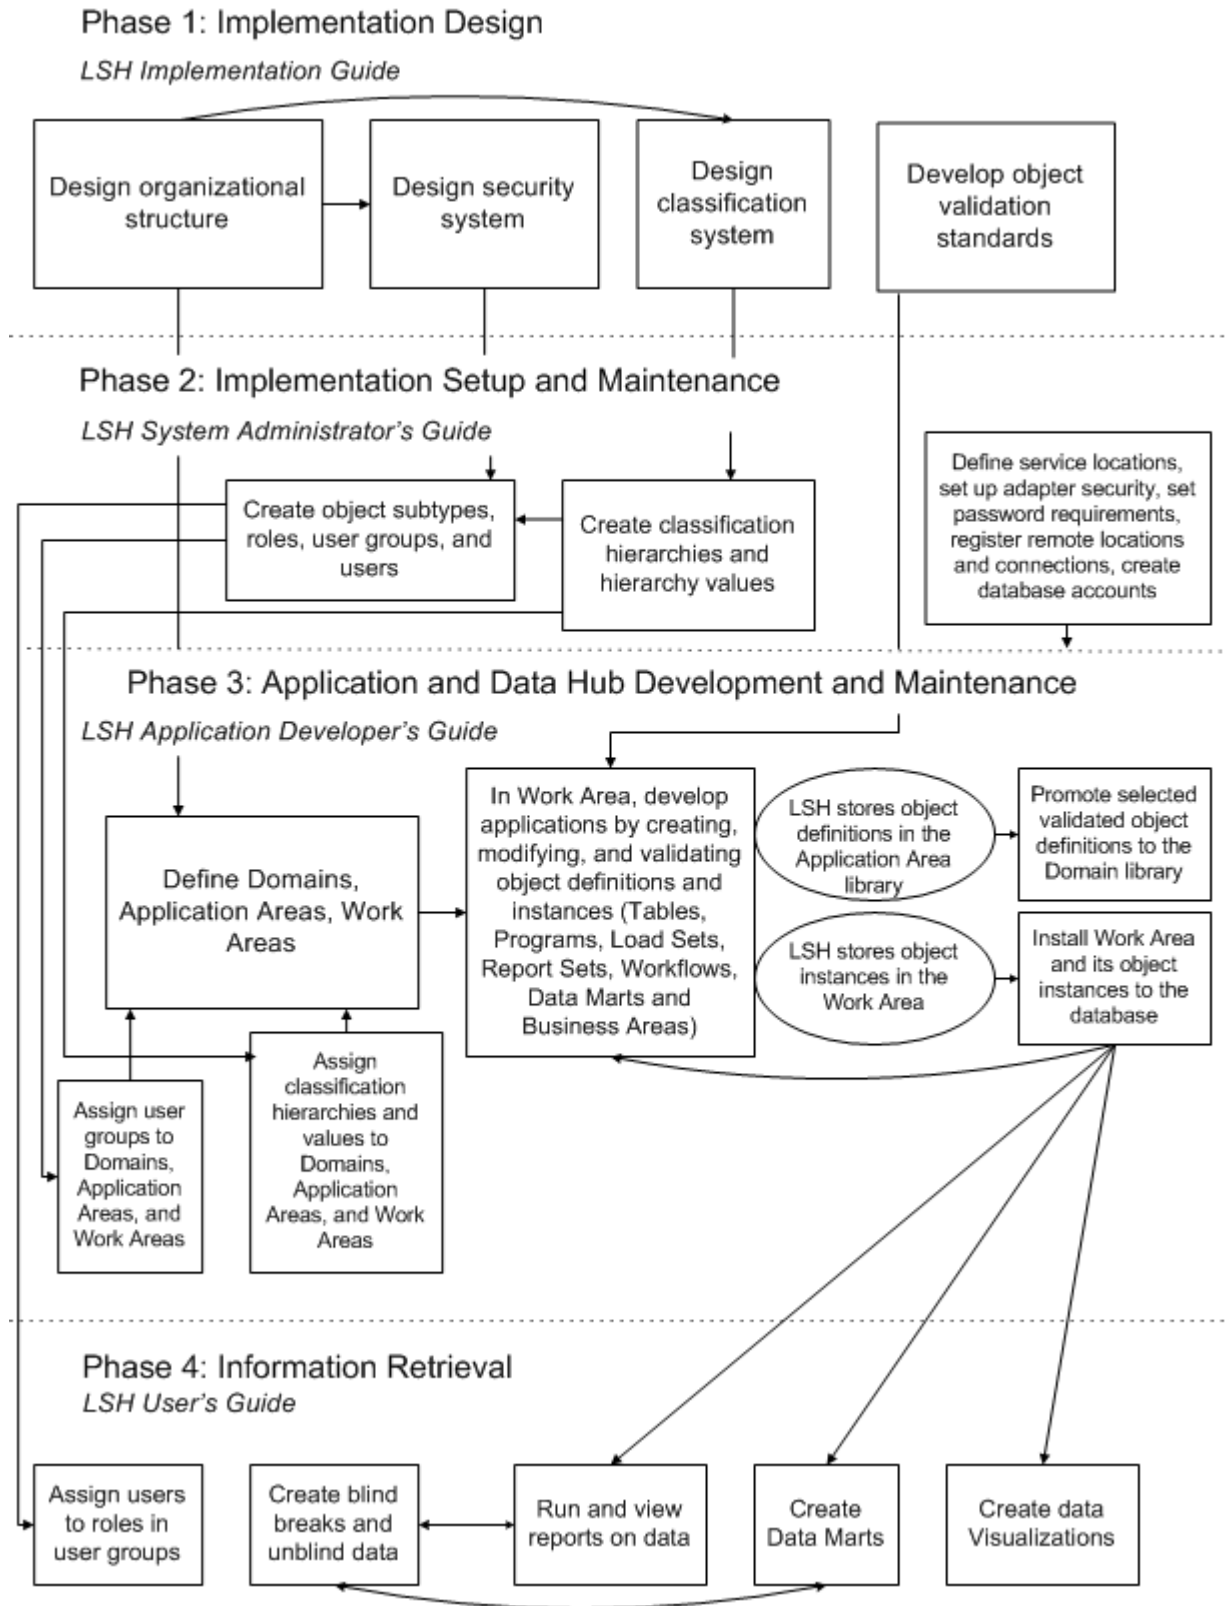 Phase 1: Implementation Design
LSH Implementation Guide
Design organizational
structure
Design security
system
Design
classification
system
Develop object
validation
standards
Phase 2: Implementation Setup and Maintenance
LSH System Administrator's Guide
Create object subtypes,
roles, user groups, and
users
Create classification
hierarchies and
hierarchy values
Define service locations,
set up adapter security, set
password requirements,
register remote locations
and connections, create
database accounts
Phase 3: Application and Data Hub Development and Maintenance
LSH Application Developer's Guide
Define Domains,
Application Areas, Work
Areas
In Work Area, develop
applications by creating,
modifying, and validating
object definitions and
instances (Tables,
Programs, Load Sets,
Report Sets, Workflows,
Data Marts and
Business Areas)
LSH stores object
definitions in the
Application Area
library
Promote selected
validated object
definitions to the
Domain library
LSH stores object
instances in the
Work Area
Install Work Area
and its object
instances to the
database
Assign user
groups to
Domains,
Application
Areas, and
Work Areas
Assign
classification
hierarchies and
values to
Domains,
Application
Areas, and Work
Areas
Phase 4: Information Retrieval
LSH User's Guide
Assign users
to roles in
user groups
Create blind
breaks and
unblind data
Run and view
reports on data
Create
Data Marts
Create data
Visualizations